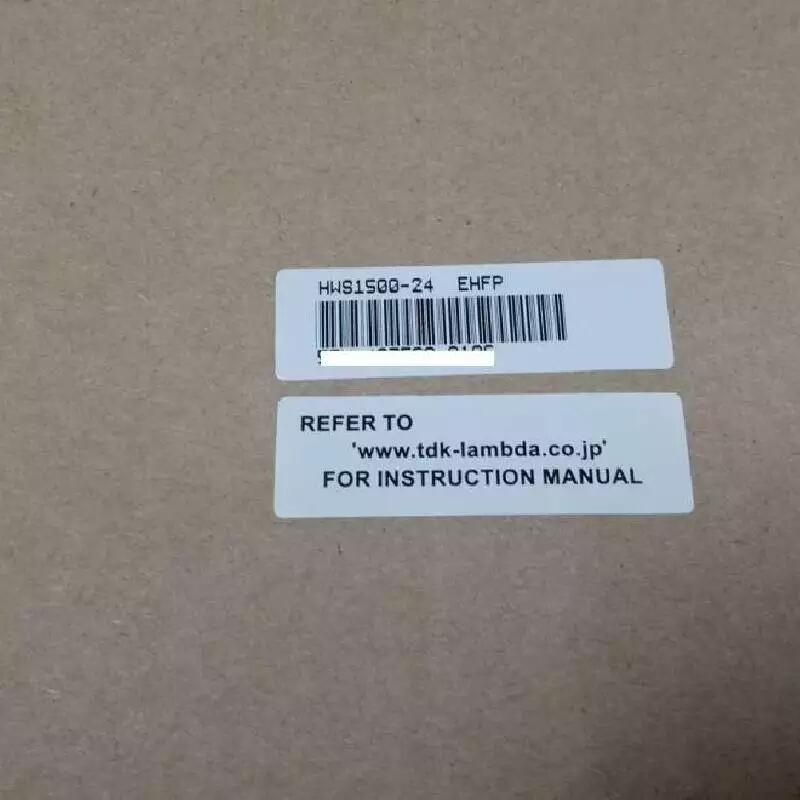 HWS1500-24 EHFP
REFER TO
'www.tdk-lambda.co.jp'
FOR INSTRUCTION MANUAL